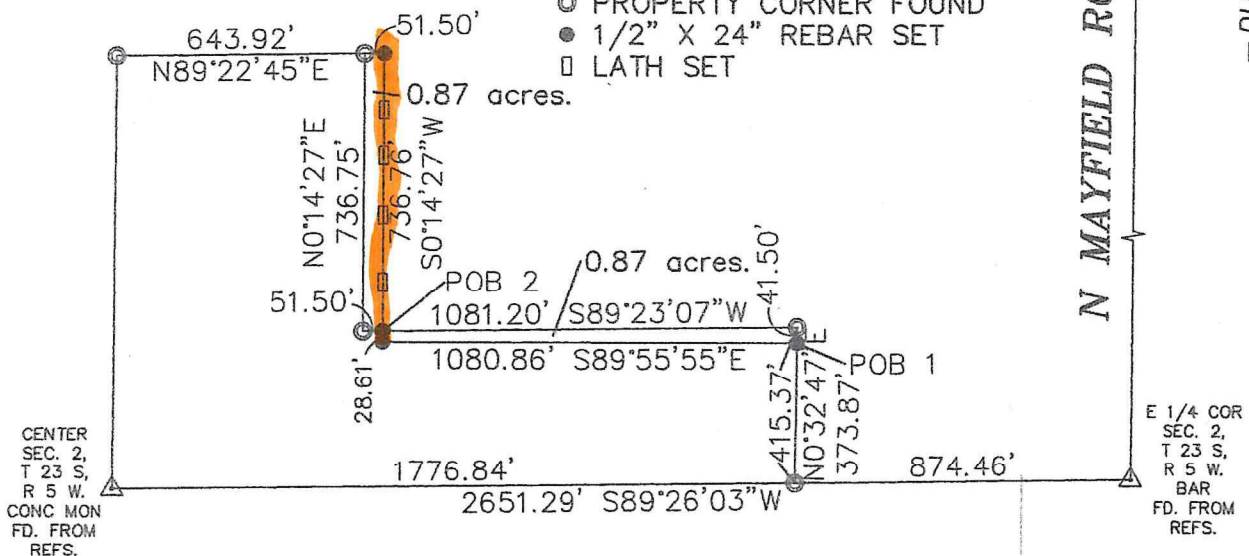 PROPERTY CORNER FOUND
1/2" X 24" REBAR SET
LATH SET
51.50'
643.92'
N89°22'45"E
0.87 acres.
N0°14'27"E
736.75'
736.76'
S0°14'27"W
N MAYFIELD
0.87 acres.
41.50'
POB 2
51.50'
1081.20' S89°23'07"W
1080.86' S89°55'55"E
POB 1
28.61'
415.37'
N0°32'47"E
373.87'
CENTER
SEC. 2,
T 23 S,
R 5 W.
CONC MON
FD. FROM
REFS.
1776.84'
874.46'
2651.29' S89°26'03"W
E 1/4 COR
SEC. 2,
T 23 S,
R 5 W.
BAR
FD. FROM
REFS.